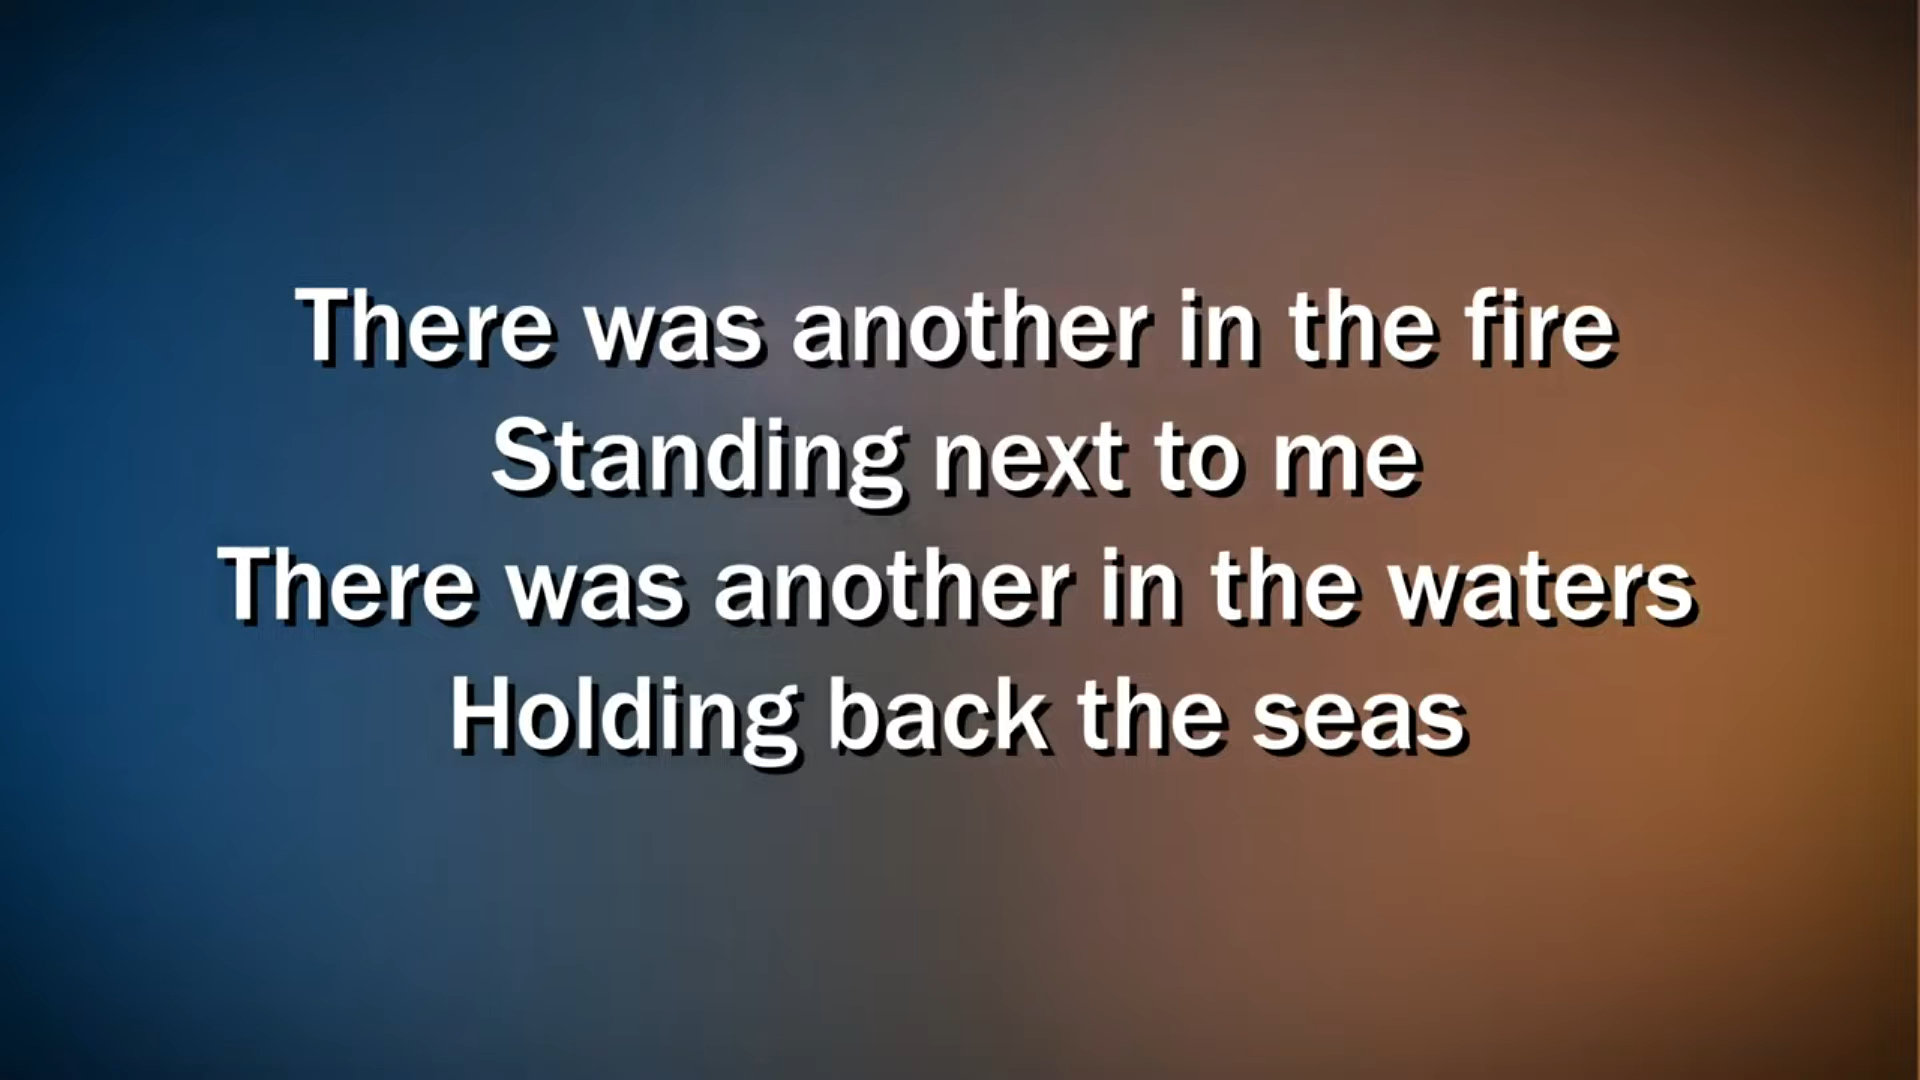 There was another in the fire
Standing next to me
There was another in the waters
Holding back the seas